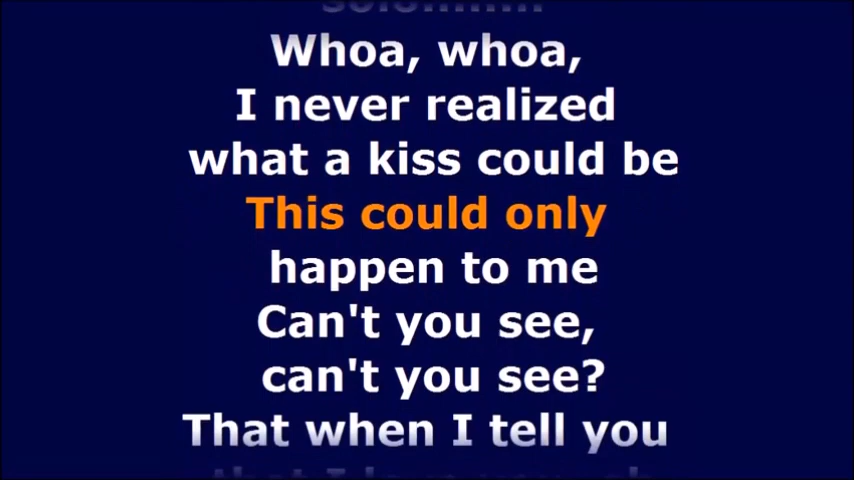 Whoa, whoa,
I never realized
what a kiss could be
This could only
happen to me
Can't you see,
can't you see?
That when I tell you